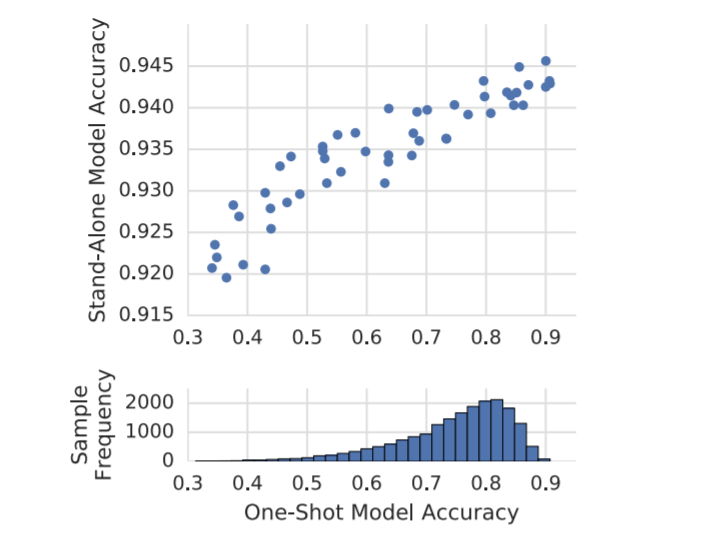 Stand-Alone Model Accuracy
0.945
0.940
0.935
0.930
0.925
0.920
0.915
0.3 0.4 0.5 0.6 0.7 0.8 0.9
Sample
Frequency
2000
1000
0
0.3 0.4 0.5 0.6 0.7 0.8 0.9
One-Shot Model Accuracy